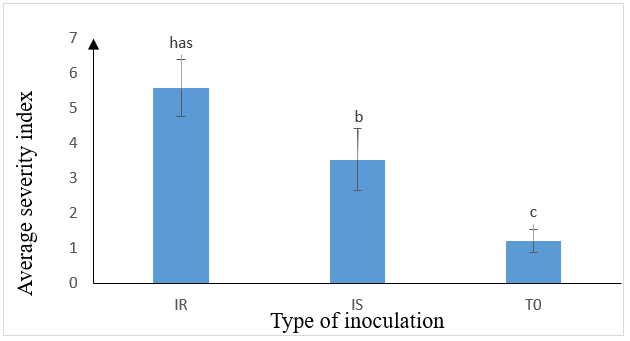 7
has
6
5
b
4
3
c
2
1
0
IR
IS
T0
Average severity index
Type of inoculation